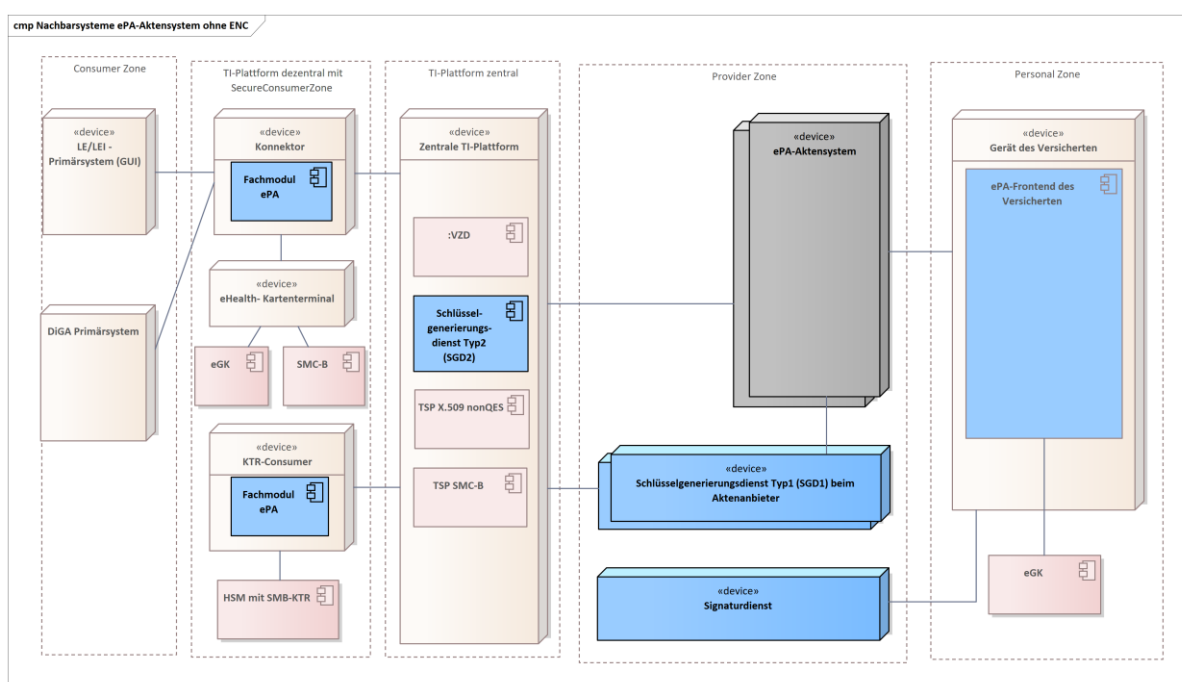 cmp Nachbarsysteme ePA-Aktensystem ohne ENC
Consumer Zone
«device»
LE/LEI -
Primärsystem (GUI)
DiGA Primärsystem
TI-Plattform dezentral mit
SecureConsumerZone
«device»
Konnektor
Fachmodul
ePA
«device»
eHealth- Kartenterminal
eGK
SMC-B
«device»
KTR-Consumer
Fachmodul
ePA
HSM mit SMB-KTR
TI-Plattform zentral
«device»
Zentrale TI-Plattform
:VZD
Schlüssel-
generierungs-
dienst Typ2
(SGD2)
TSP X.509 nonQES
TSP SMC-B
Provider Zone
«device»
ePA-Aktensystem
«device»
Schlüsselgenerierungsdienst Typ1 (SGD1) beim
Aktenanbieter
«device»
Signaturdienst
Personal Zone
«device»
Gerät des Versicherten
ePA-Frontend des
Versicherten
eGK